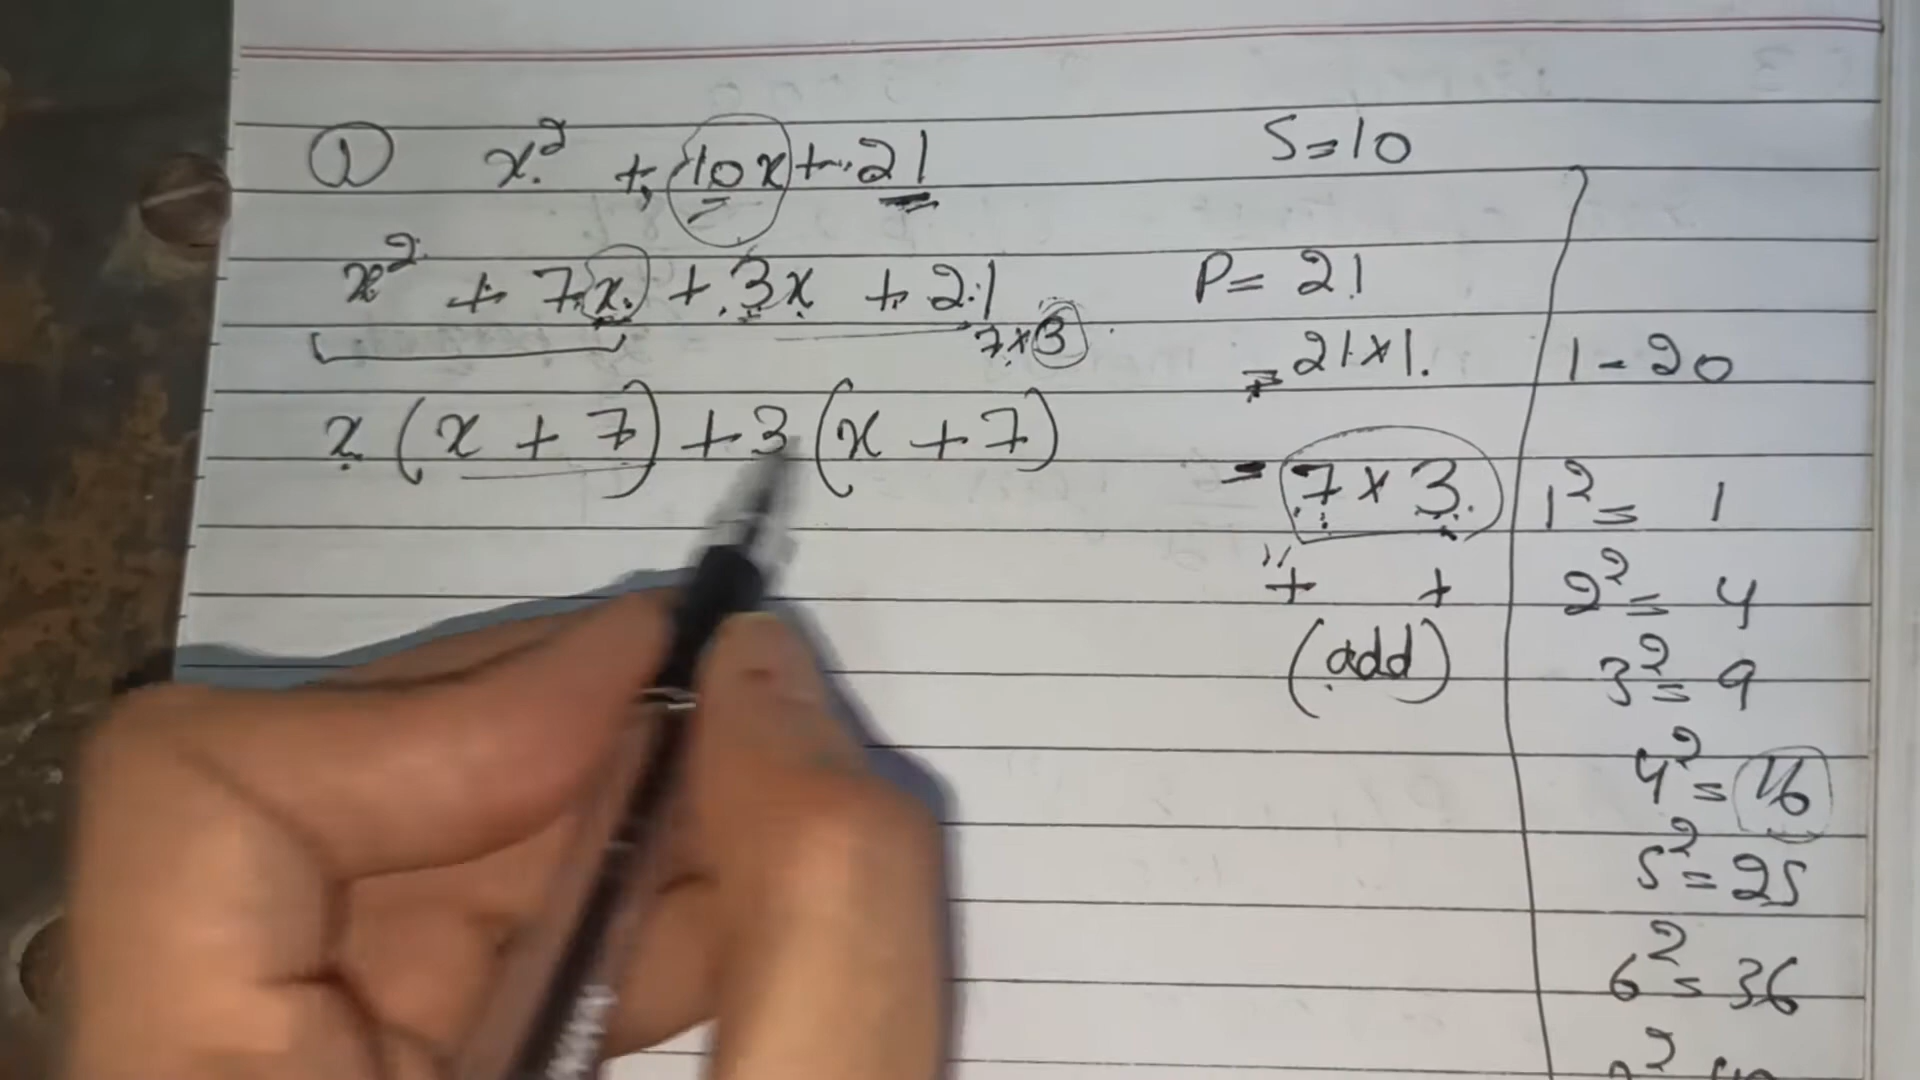 ① x² + 10x + 21
x² + 7x + 3x + 21
7×3
x (x + 7) + 3 (x + 7)
S = 10
P = 21
= 21×1
= 7 × 3
+ +
(add)
1 - 20
1² = 1
2² = 4
3² = 9
4² = 16
5² = 25
6² = 36